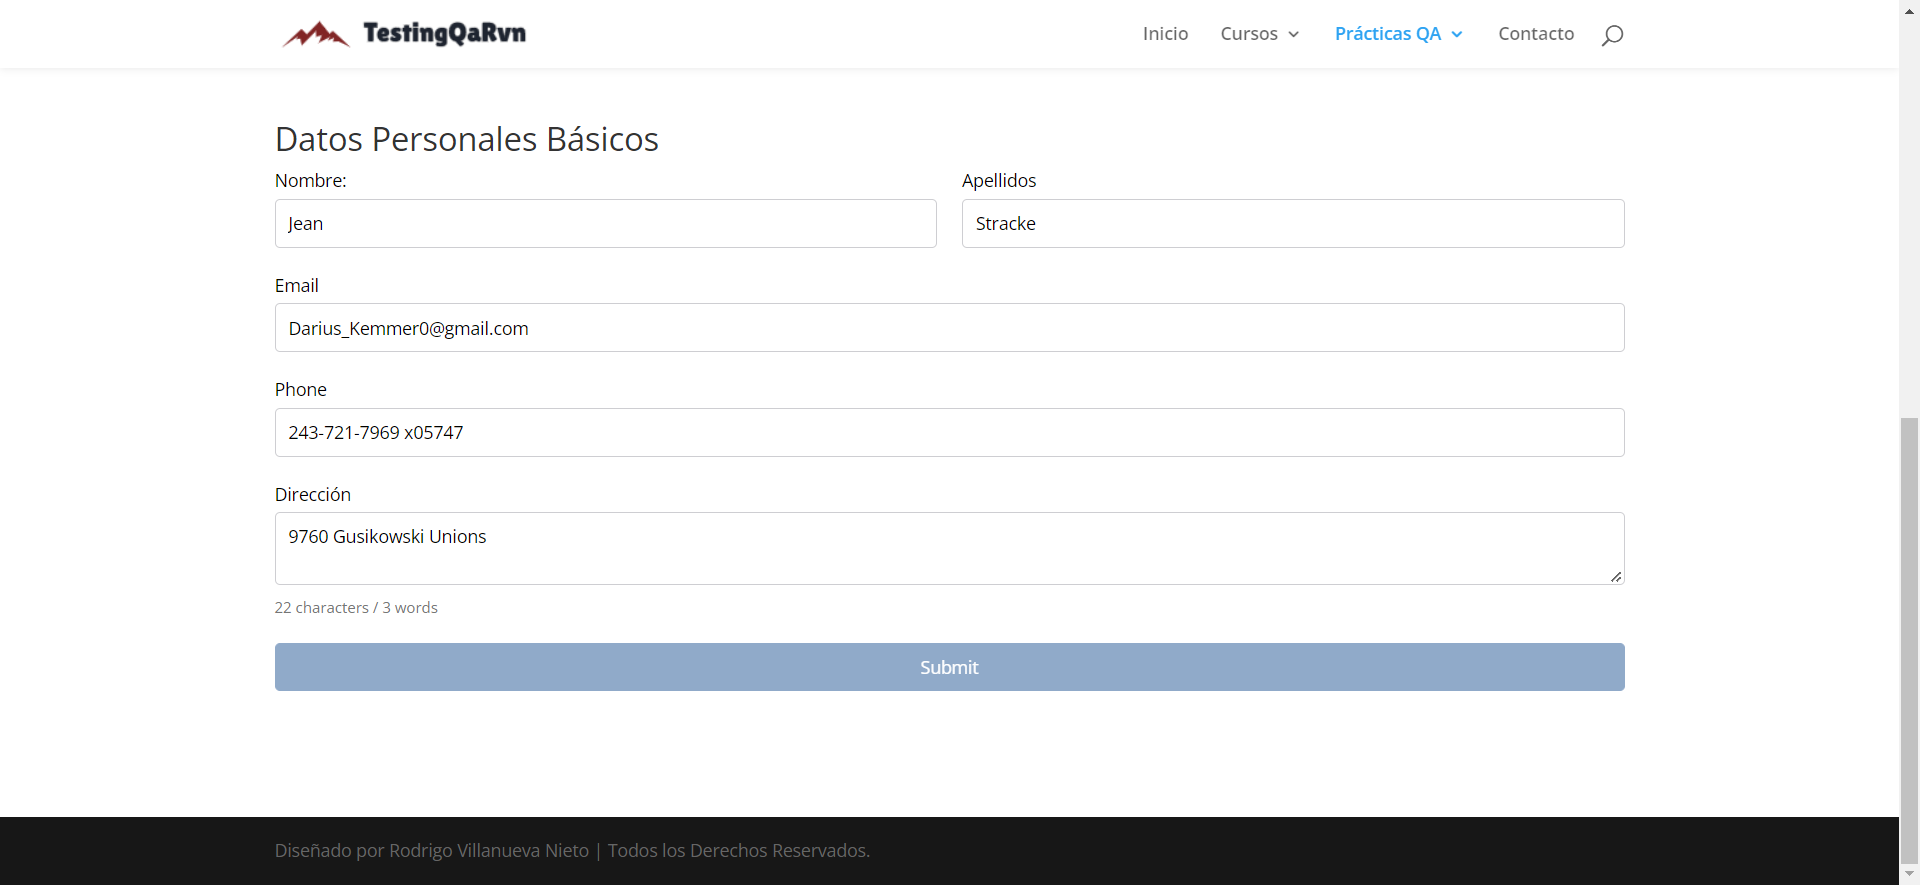 TestingQaRvn
Inicio Cursos Prácticas QA Contacto
Datos Personales Básicos
Nombre: Apellidos
Jean Stracke
Email
Darius_Kemmer0@gmail.com
Phone
243-721-7969 x05747
Dirección
9760 Gusikowski Unions
22 characters / 3 words
Submit
Diseñado por Rodrigo Villanueva Nieto | Todos los Derechos Reservados.